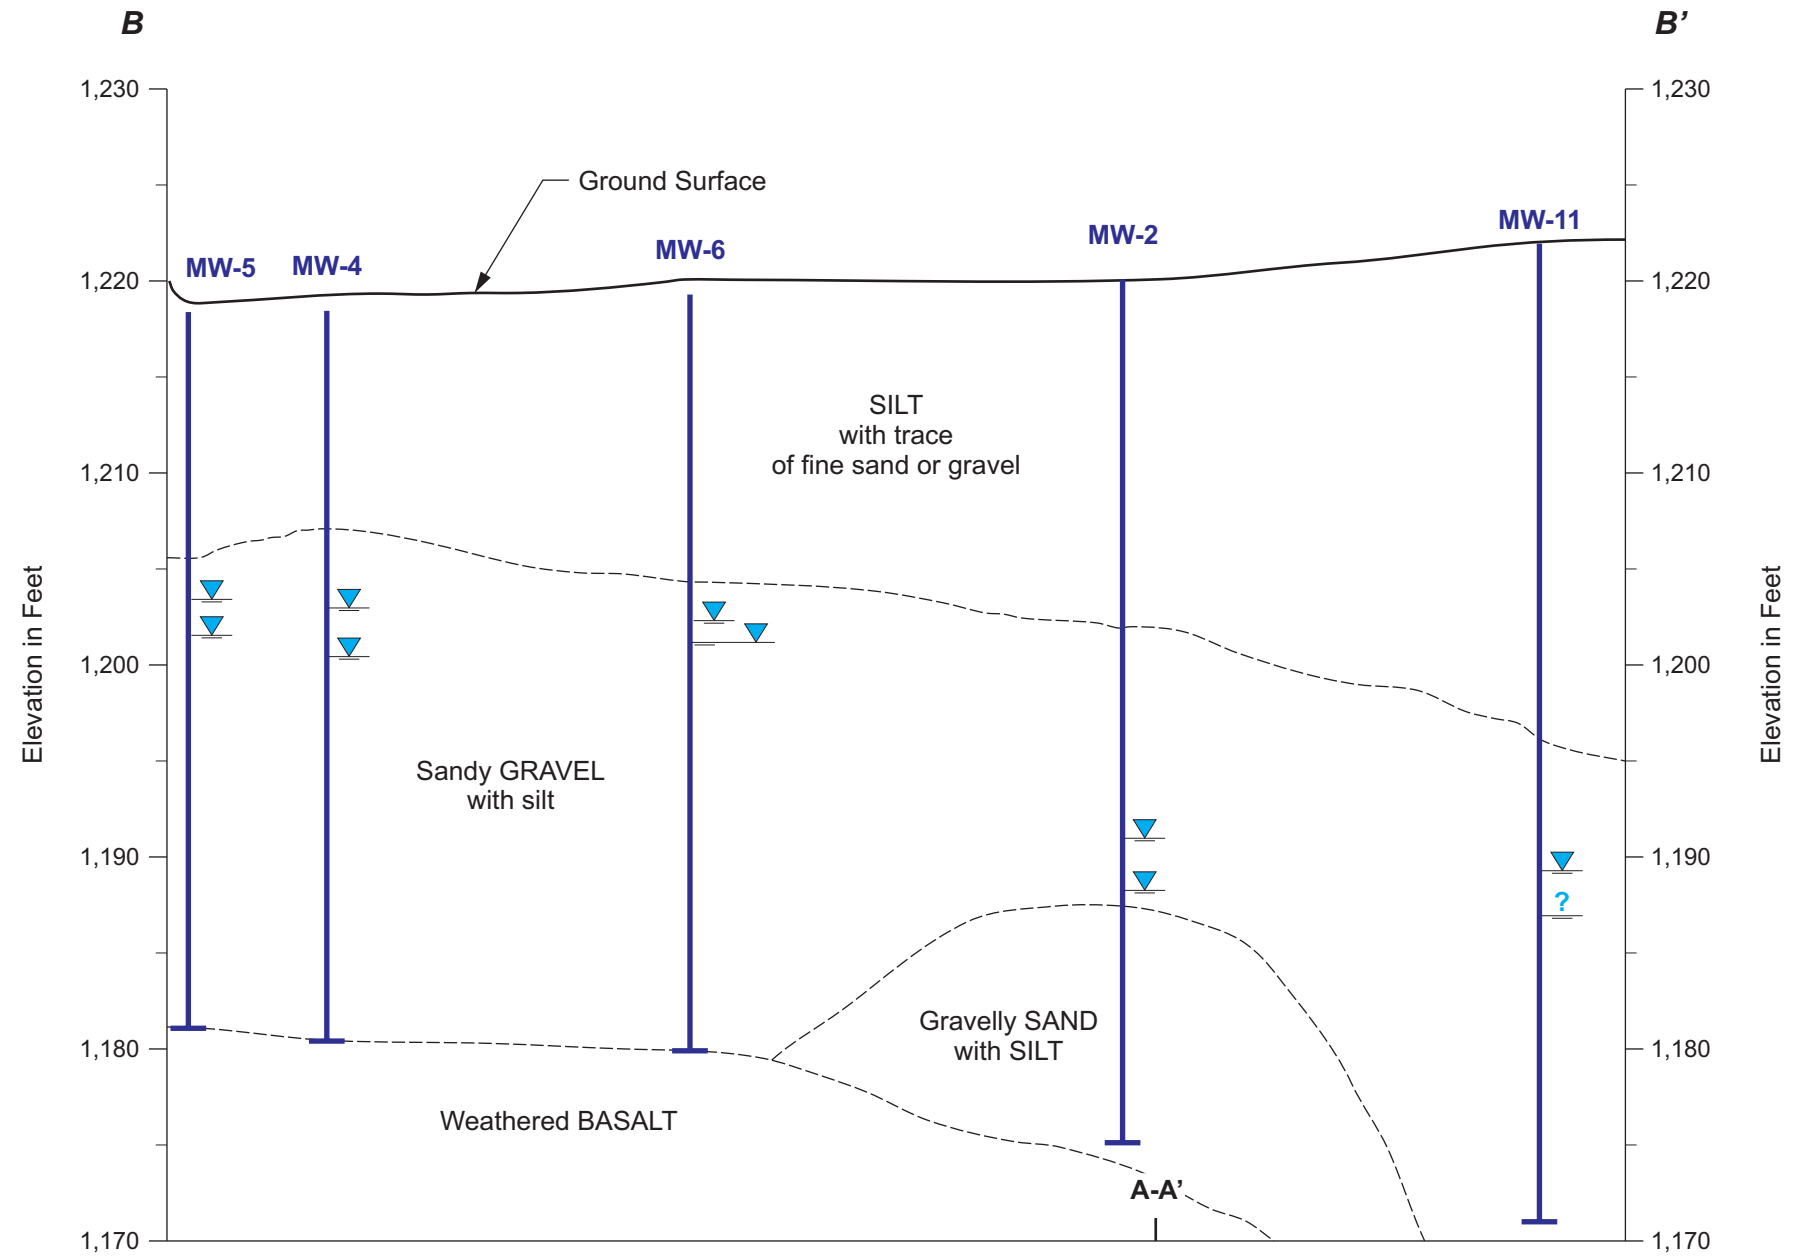 B
B’
1,230
1,230
Ground Surface
MW-11
MW-2
MW-6
MW-5
MW-4
1,220
1,220
SILT
with trace
of fine sand or gravel
1,210
1,210
Elevation in Feet
Elevation in Feet
1,200
1,200
Sandy GRAVEL
with silt
1,190
1,190
?
Gravelly SAND
with SILT
1,180
1,180
Weathered BASALT
A-A’
1,170
1,170